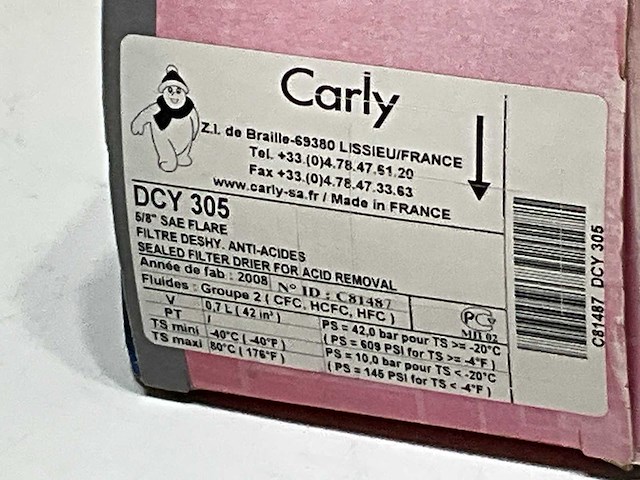 Carly
Z.I. de Braille-69380 LISSIEU/FRANCE
Tel. +33.(0)4.78.47.61.20
Fax +33.(0)4.78.47.33.63
www.carly-sa.fr / Made in FRANCE
DCY 305
5/8" SAE FLARE
FILTRE DESHY. ANTI-ACIDES
SEALED FILTER DRIER FOR ACID REMOVAL
Année de fab : 2008 N° ID : C81487
Fluides : Groupe 2 ( CFC, HCFC, HFC )
V 0,7 L ( 42 in³ )
PT /
TS mini -40°C ( -40°F )
TS maxi 80°C ( 176°F )
PS = 42,0 bar pour TS >= -20°C
( PS = 609 PSI for TS >= -4°F )
PS = 10,0 bar pour TS < -20°C
( PS = 145 PSI for TS < -4°F )
РСТ
МП 02
C81487 DCY 305